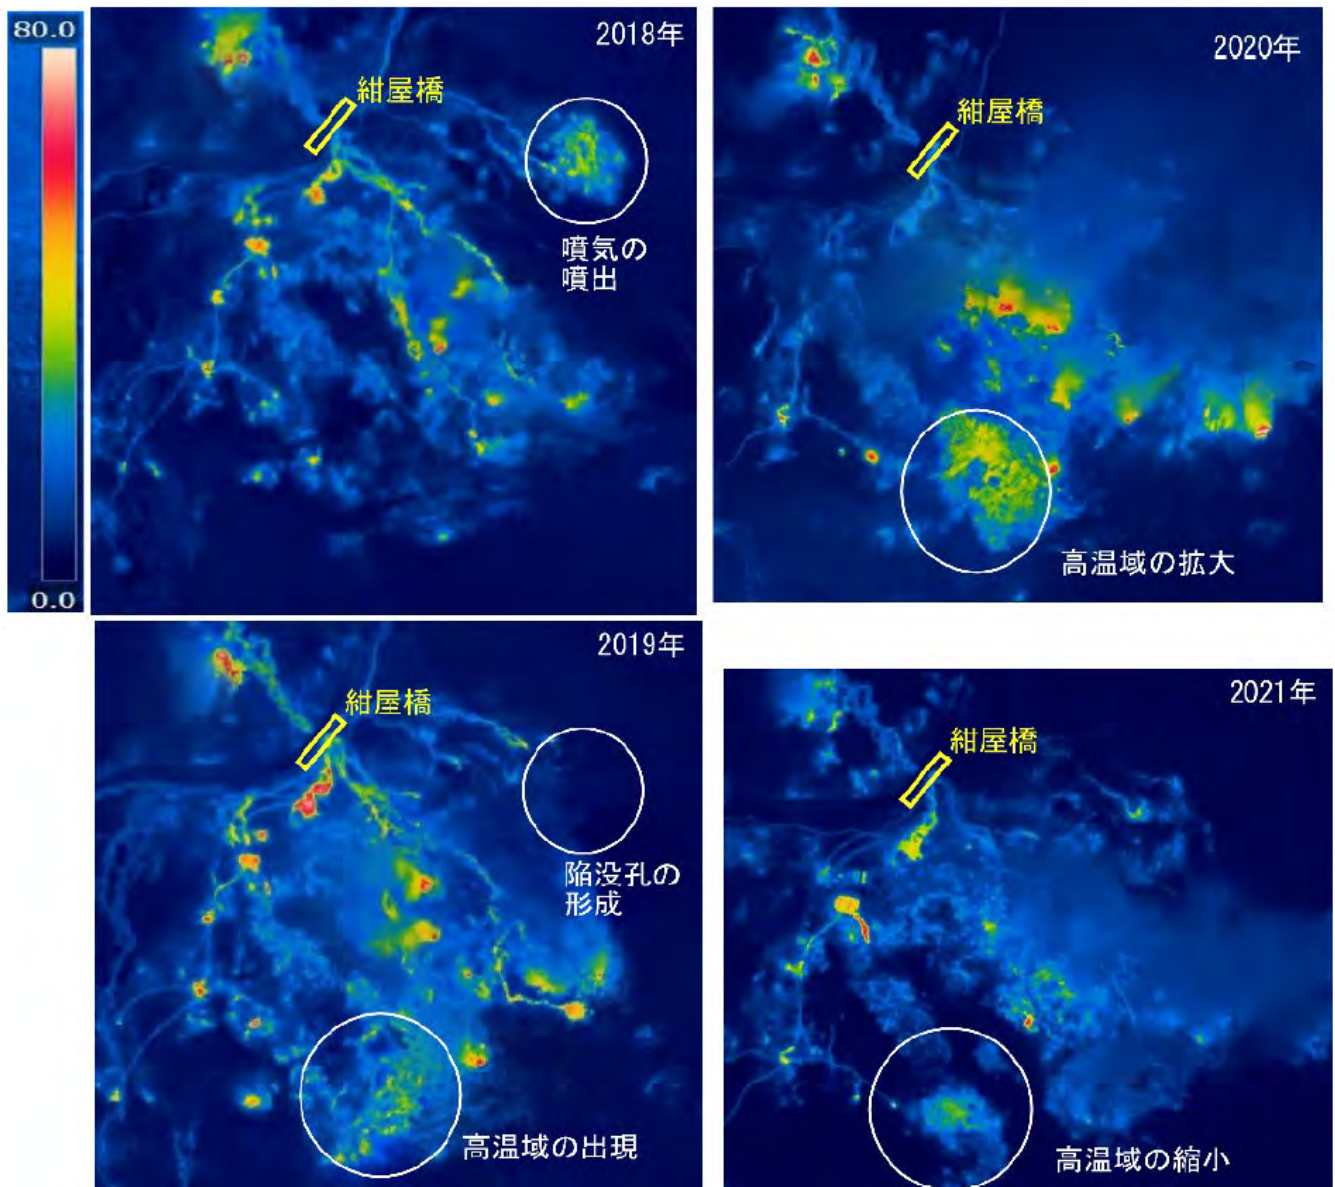 80.0
0.0
2018年
紺屋橋
噴気の
噴出
2020年
紺屋橋
高温域の拡大
2019年
紺屋橋
陥没孔の
形成
高温域の出現
2021年
紺屋橋
高温域の縮小